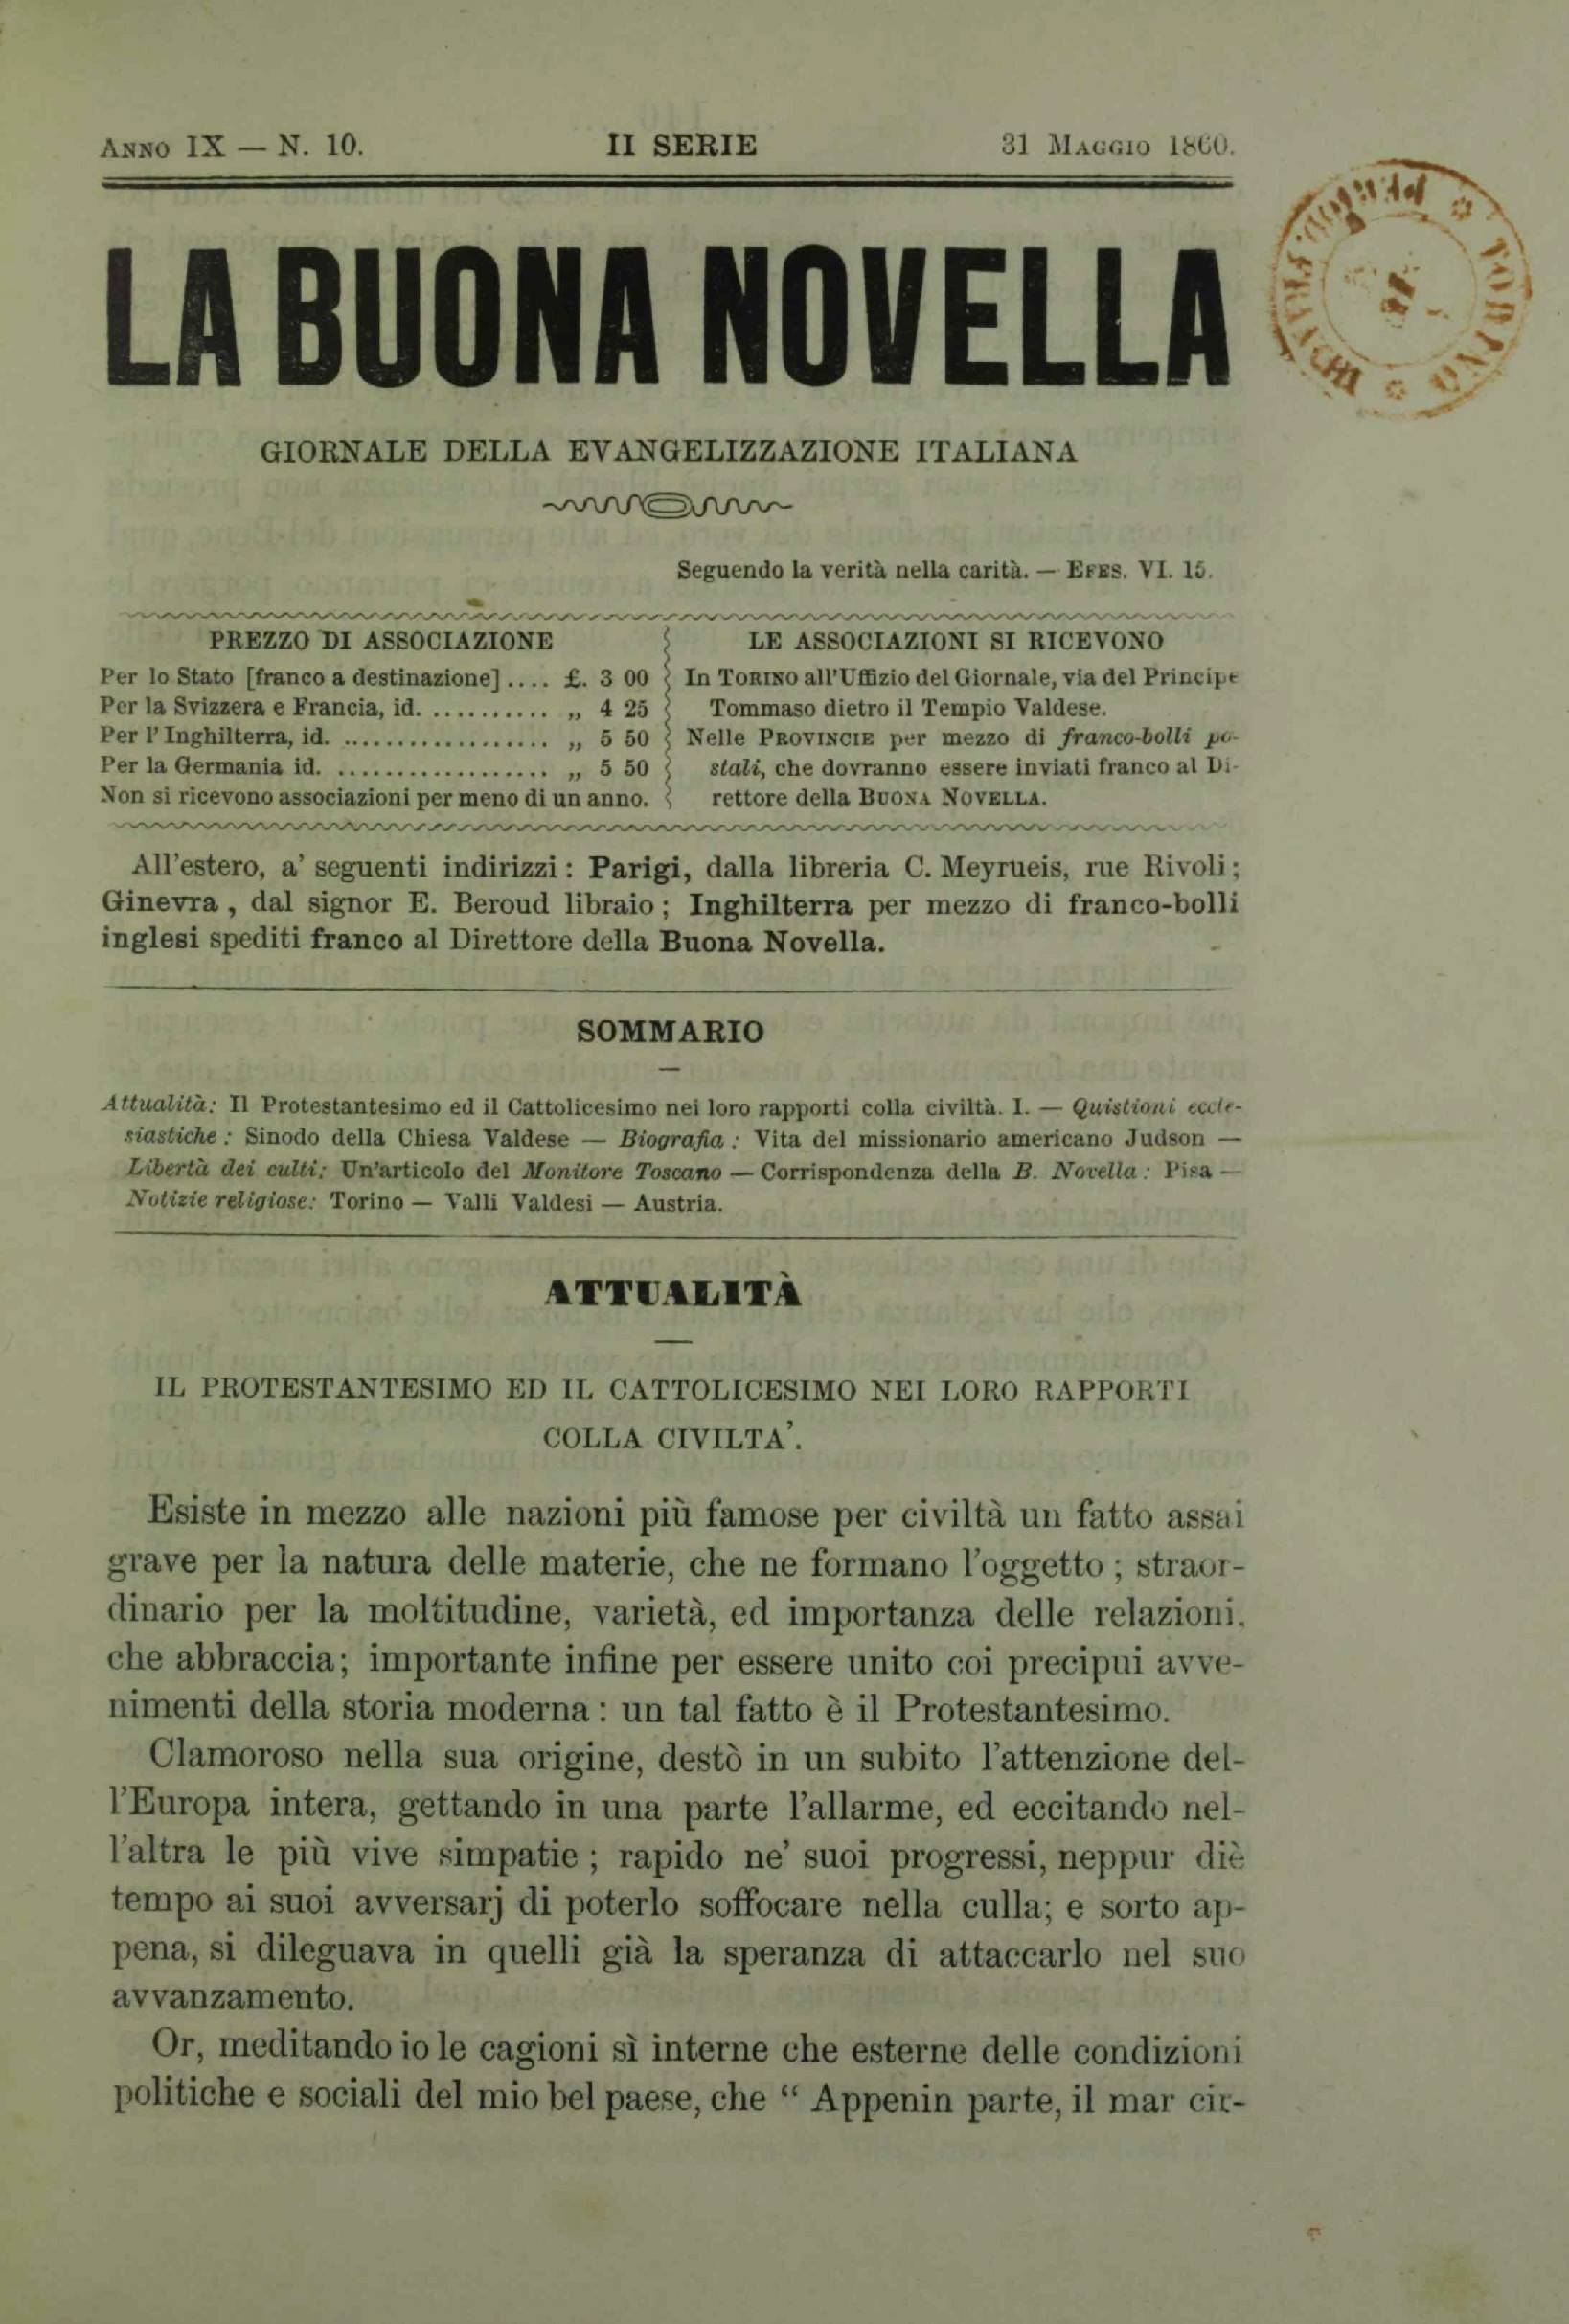 ANNO IX — N. 10.
II SERIE
31 MAGGIO 1860.
LA BUONA NOVELLA
GIORNALE DELLA EVANGELIZZAZIONE ITALIANA
Seguendo la verità nella carità. — EFES. VI. 15.
PREZZO DI ASSOCIAZIONE
Per lo Stato [franco a destinazione] .... £. 3 00
Per la Svizzera e Francia, id. ........... „ 4 25
Per l' Inghilterra, id. .................. „ 5 50
Per la Germania id. .................. „ 5 50
Non si ricevono associazioni per meno di un anno.
LE ASSOCIAZIONI SI RICEVONO
In TORINO all'Uffizio del Giornale, via del Principe
Tommaso dietro il Tempio Valdese.
Nelle PROVINCIE per mezzo di franco-bolli po-
stali, che dovranno essere inviati franco al Di-
rettore della BUONA NOVELLA.
All'estero, a' seguenti indirizzi : Parigi, dalla libreria C. Meyrueis, rue Rivoli ;
Ginevra , dal signor E. Beroud libraio ; Inghilterra per mezzo di franco-bolli
inglesi spediti franco al Direttore della Buona Novella.
SOMMARIO
Attualità: Il Protestantesimo ed il Cattolicesimo nei loro rapporti colla civiltà. I. — Quistioni eccle-
siastiche : Sinodo della Chiesa Valdese — Biografia : Vita del missionario americano Judson —
Libertà dei culti: Un'articolo del Monitore Toscano — Corrispondenza della B. Novella : Pisa —
Notizie religiose: Torino — Valli Valdesi — Austria.
ATTUALITÀ
IL PROTESTANTESIMO ED IL CATTOLICESIMO NEI LORO RAPPORTI
COLLA CIVILTA'.
Esiste in mezzo alle nazioni più famose per civiltà un fatto assai
grave per la natura delle materie, che ne formano l'oggetto ; straor-
dinario per la moltitudine, varietà, ed importanza delle relazioni.
che abbraccia; importante infine per essere unito coi precipui avve-
nimenti della storia moderna : un tal fatto è il Protestantesimo.
Clamoroso nella sua origine, destò in un subito l'attenzione del-
l'Europa intera, gettando in una parte l'allarme, ed eccitando nel-
l'altra le più vive simpatie ; rapido ne' suoi progressi, neppur diè
tempo ai suoi avversarj di poterlo soffocare nella culla; e sorto ap-
pena, si dileguava in quelli già la speranza di attaccarlo nel suo
avvanzamento.
Or, meditando io le cagioni sì interne che esterne delle condizioni
politiche e sociali del mio bel paese, che “ Appenin parte, il mar cir-
TORINO